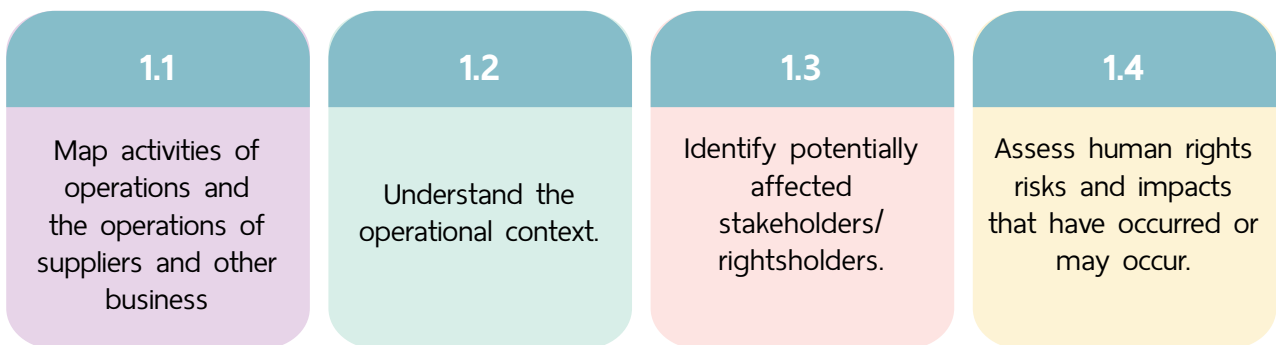 1.1
Map activities of
operations and
the operations of
suppliers and other
business
1.2
Understand the
operational context.
1.3
Identify potentially
affected
stakeholders/
rightsholders.
1.4
Assess human rights
risks and impacts
that have occurred or
may occur.